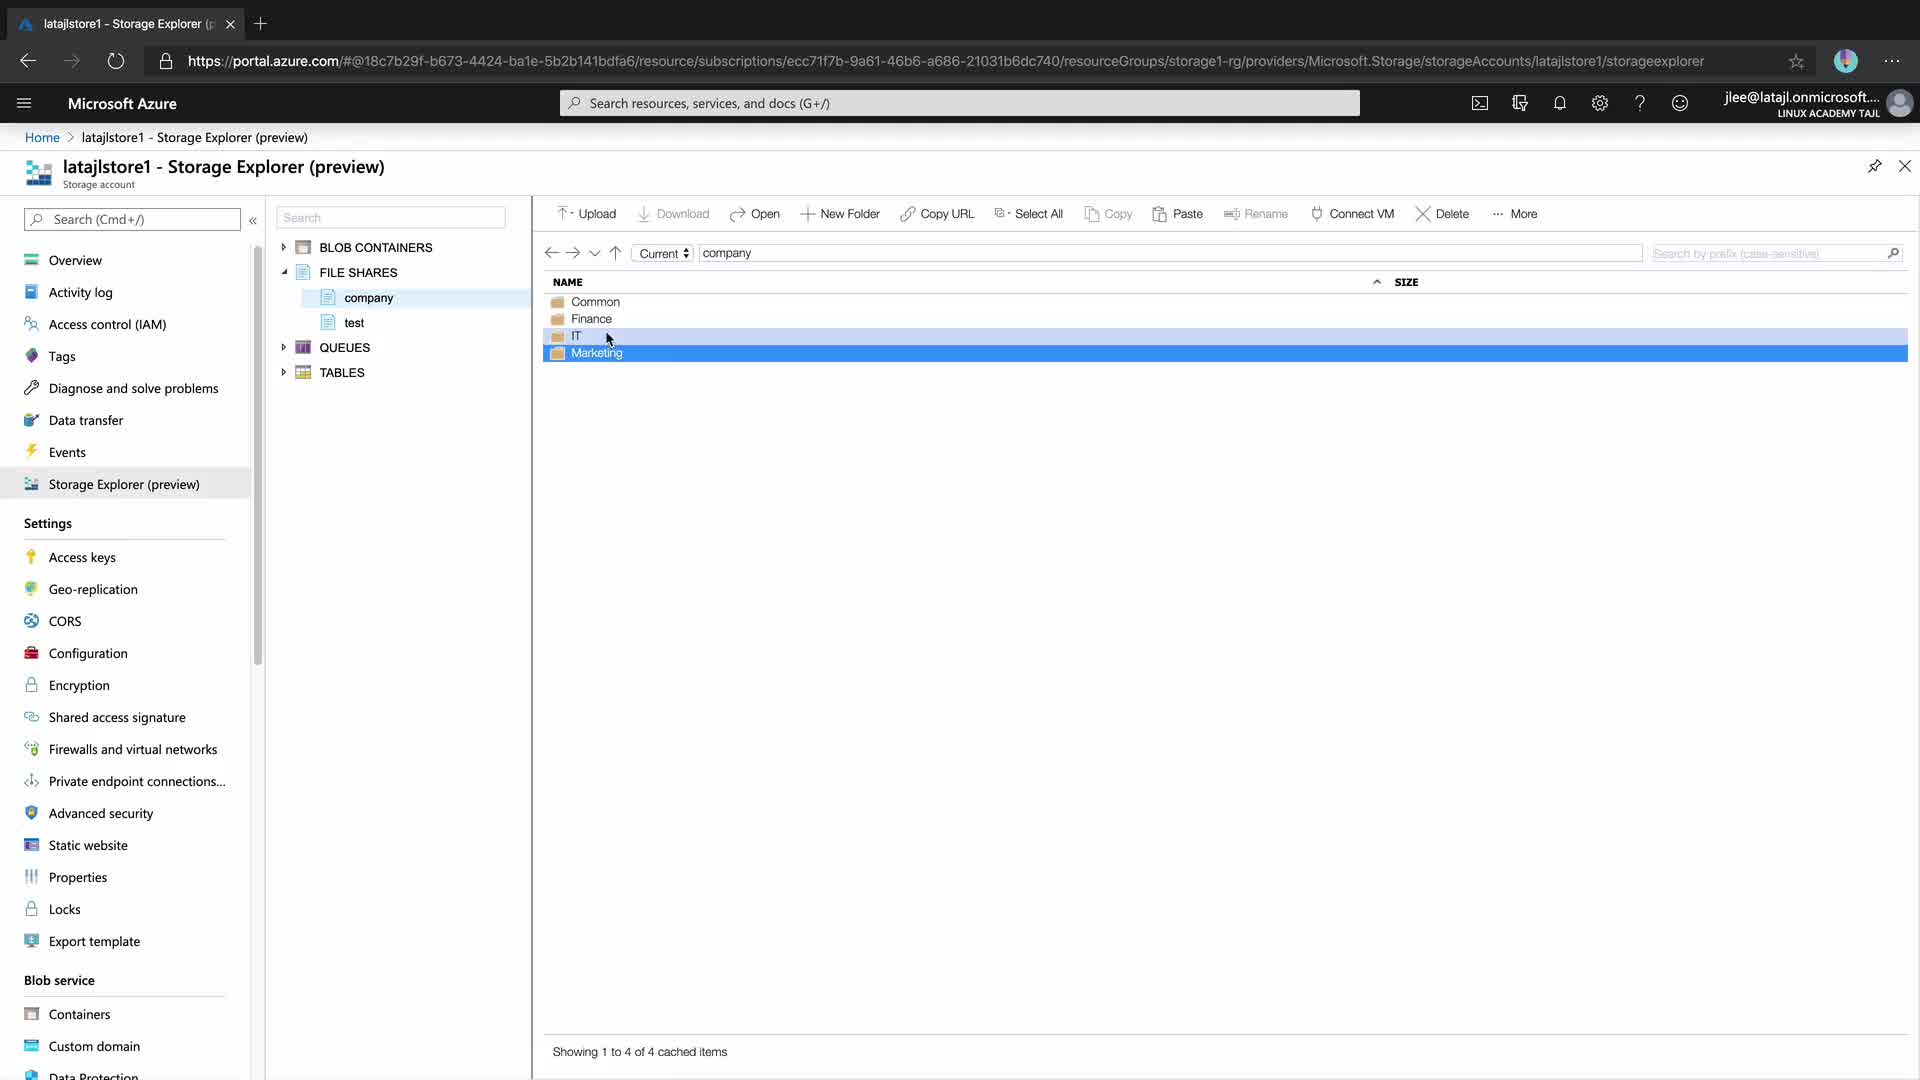 latajlstore1 - Storage Explorer (p
https://portal.azure.com/#@18c7b29f-b673-4424-ba1e-5b2b141bdfa6/resource/subscriptions/ecc71f7b-9a61-46b6-a686-21031b6dc740/resourceGroups/storage1-rg/providers/Microsoft.Storage/storageAccounts/latajlstore1/storageexplorer
Microsoft Azure
Search resources, services, and docs (G+/)
jlee@latajl.onmicrosoft....
LINUX ACADEMY TAJL
Home > latajlstore1 - Storage Explorer (preview)
latajlstore1 - Storage Explorer (preview)
Storage account
Search (Cmd+/)
«
Overview
Activity log
Access control (IAM)
Tags
Diagnose and solve problems
Data transfer
Events
Storage Explorer (preview)
Settings
Access keys
Geo-replication
CORS
Configuration
Encryption
Shared access signature
Firewalls and virtual networks
Private endpoint connections...
Advanced security
Static website
Properties
Locks
Export template
Blob service
Containers
Custom domain
Data Protection
Search
BLOB CONTAINERS
FILE SHARES
company
test
QUEUES
TABLES
Upload Download Open New Folder Copy URL Select All Copy Paste Rename Connect VM Delete ... More
Current company Search by prefix (case-sensitive)
NAME SIZE
Common
Finance
IT
Marketing
Showing 1 to 4 of 4 cached items